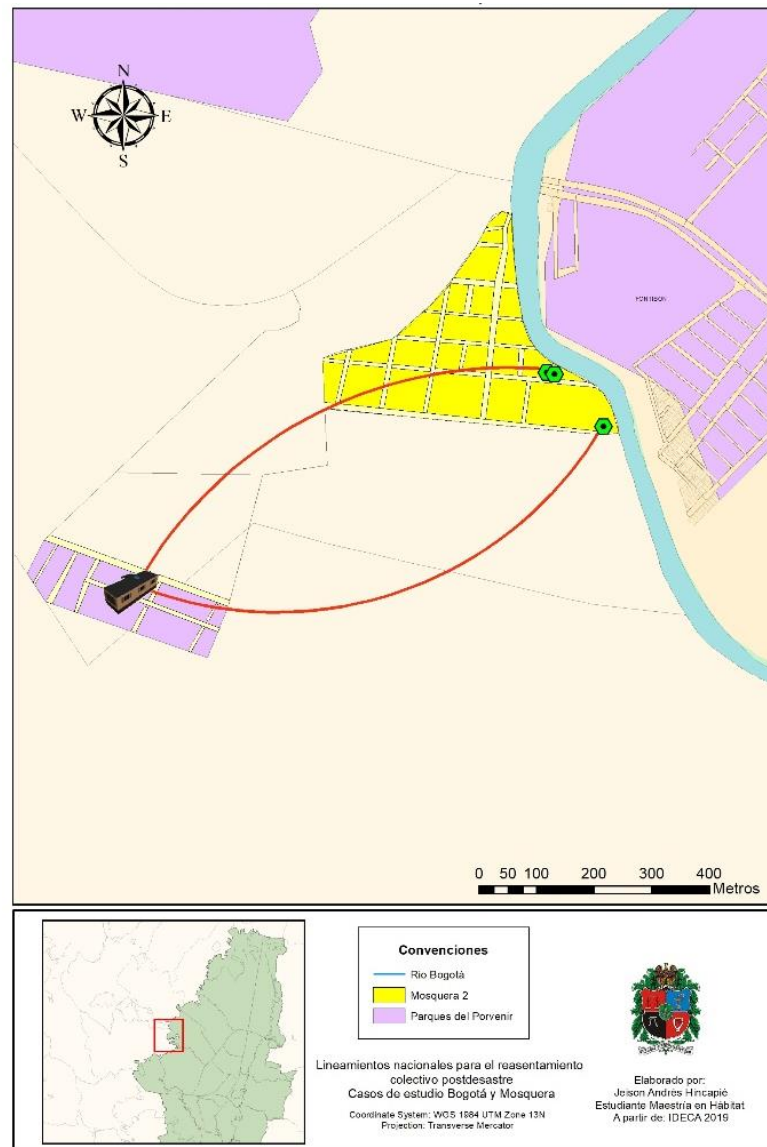 N
W E
S
FONTIBON
0 50 100 200 300 400
Metros
Convenciones
Rio Bogotá
Mosquera 2
Parques del Porvenir
Lineamientos nacionales para el reasentamiento
colectivo postdesastre
Casos de estudio Bogotá y Mosquera
Coordinate System: WGS 1984 UTM Zone 13N
Projection: Transverse Mercator
Elaborado por:
Jeison Andrés Hincapié
Estudiante Maestría en Hábitat
A partir de: IDECA 2019